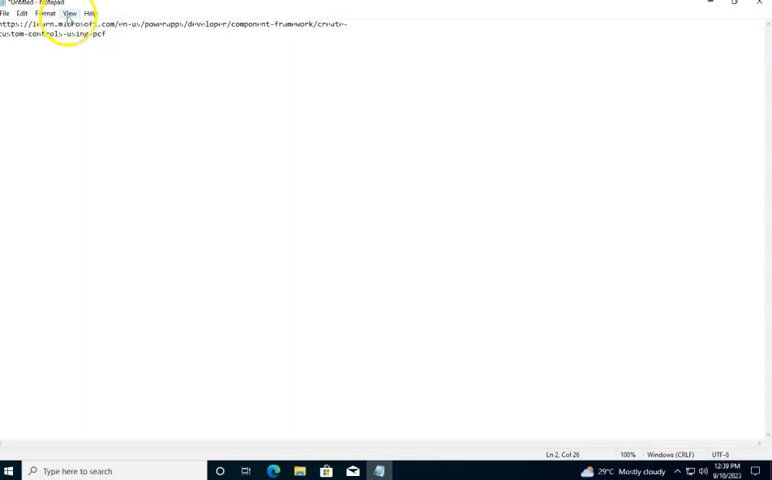 *Untitled - Notepad
File Edit Format View Help
https://learn.microsoft.com/en-us/powerapps/developer/component-framework/create-
custom-controls-using-pcf
Ln 2, Col 26 100% Windows (CRLF) UTF-8
Type here to search
29°C Mostly cloudy
12:39 PM
9/10/2023